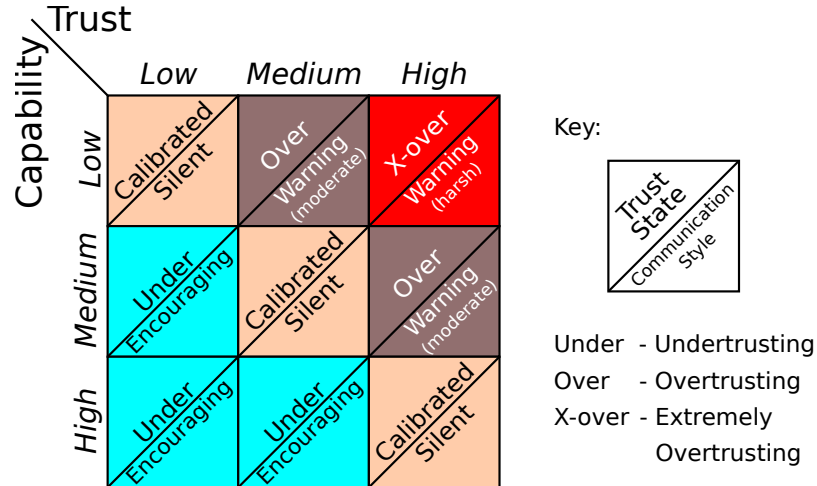 Trust
Capability
Low
Medium
High
Low
Calibrated
Silent
Over
Warning
(moderate)
X-over
Warning
(harsh)
Medium
Under
Encouraging
Calibrated
Silent
Over
Warning
(moderate)
High
Under
Encouraging
Under
Encouraging
Calibrated
Silent
Key:
Trust
State
Communication
Style
Under - Undertrusting
Over - Overtrusting
X-over - Extremely
Overtrusting